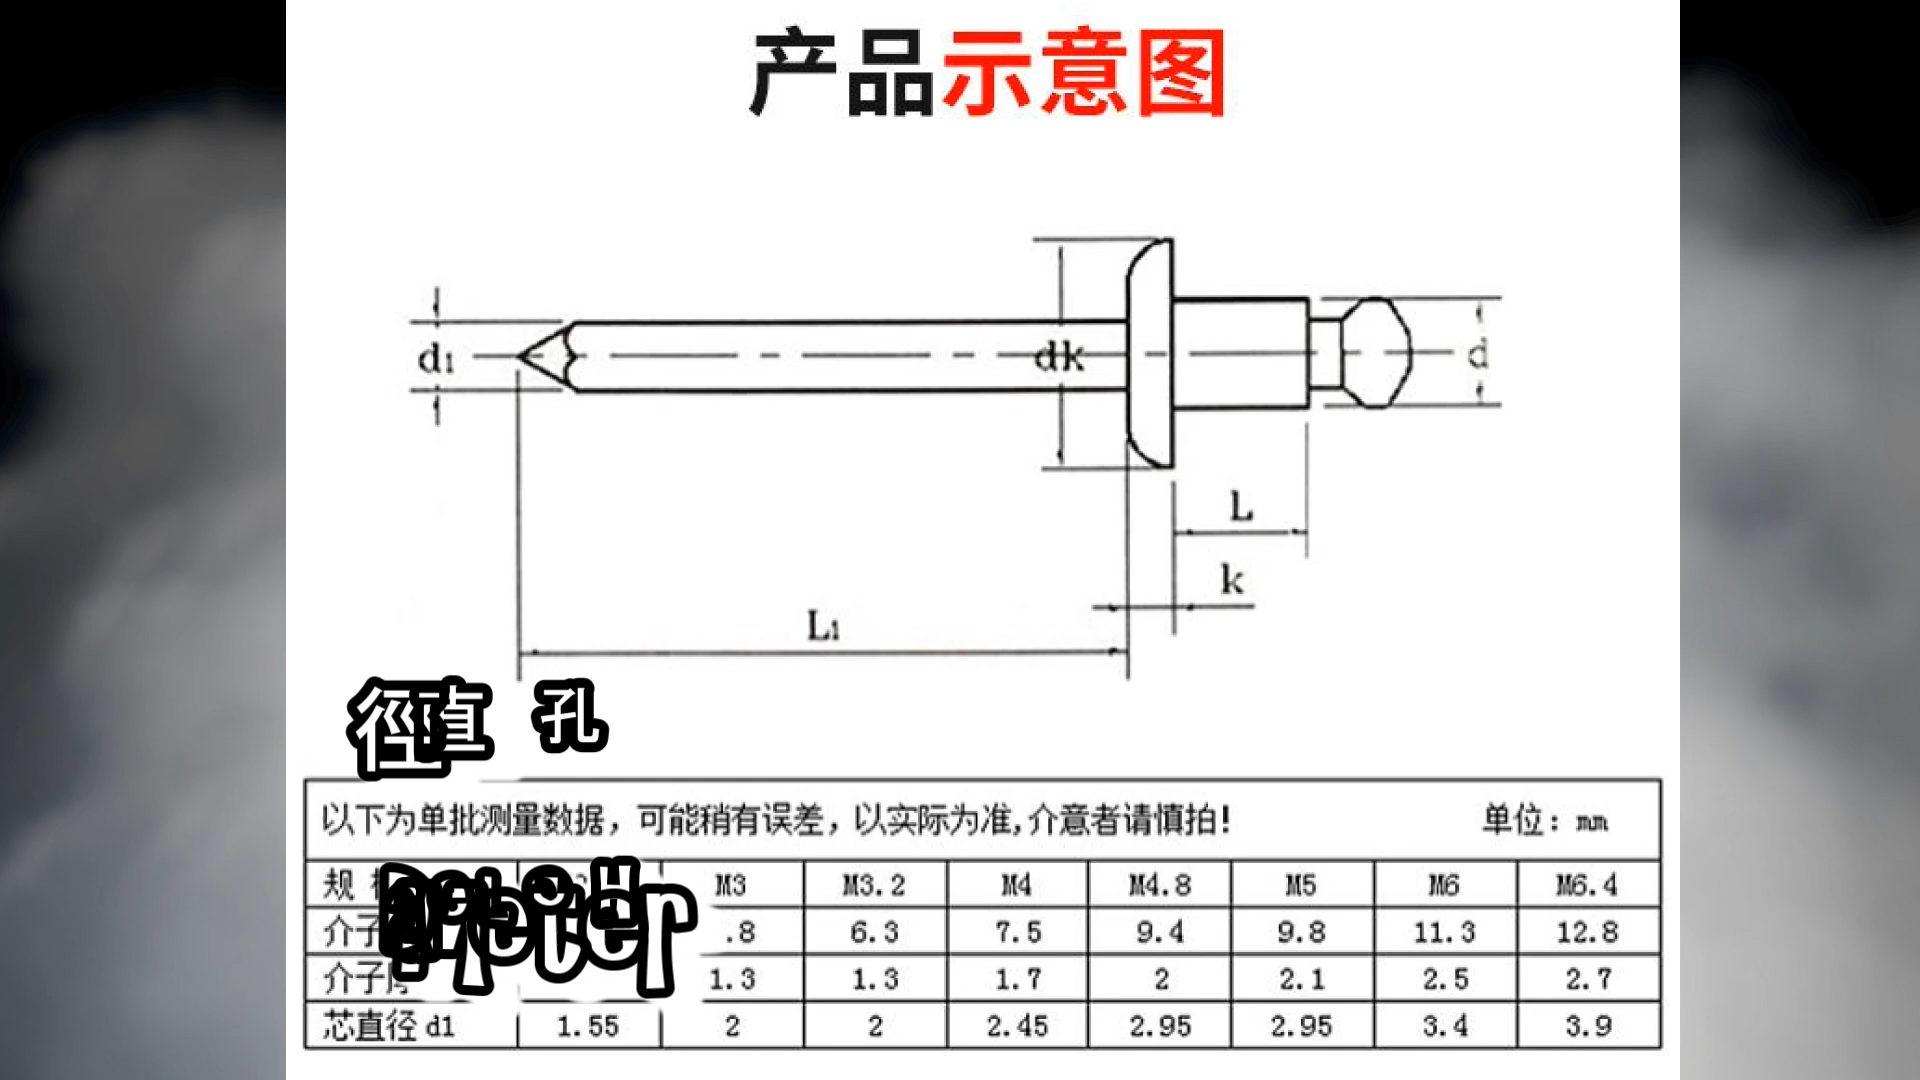 产品示意图
d1
dk
d
L
k
L1
徑直 孔
以下为单批测量数据，可能稍有误差，以实际为准,介意者请慎拍! 单位：mm
规 M3 M3.2 M4 M4.8 M5 M6 M6.4
介子 .8 6.3 7.5 9.4 9.8 11.3 12.8
介子厚 1.3 1.3 1.7 2 2.1 2.5 2.7
芯直径d1 1.55 2 2 2.45 2.95 2.95 3.4 3.9